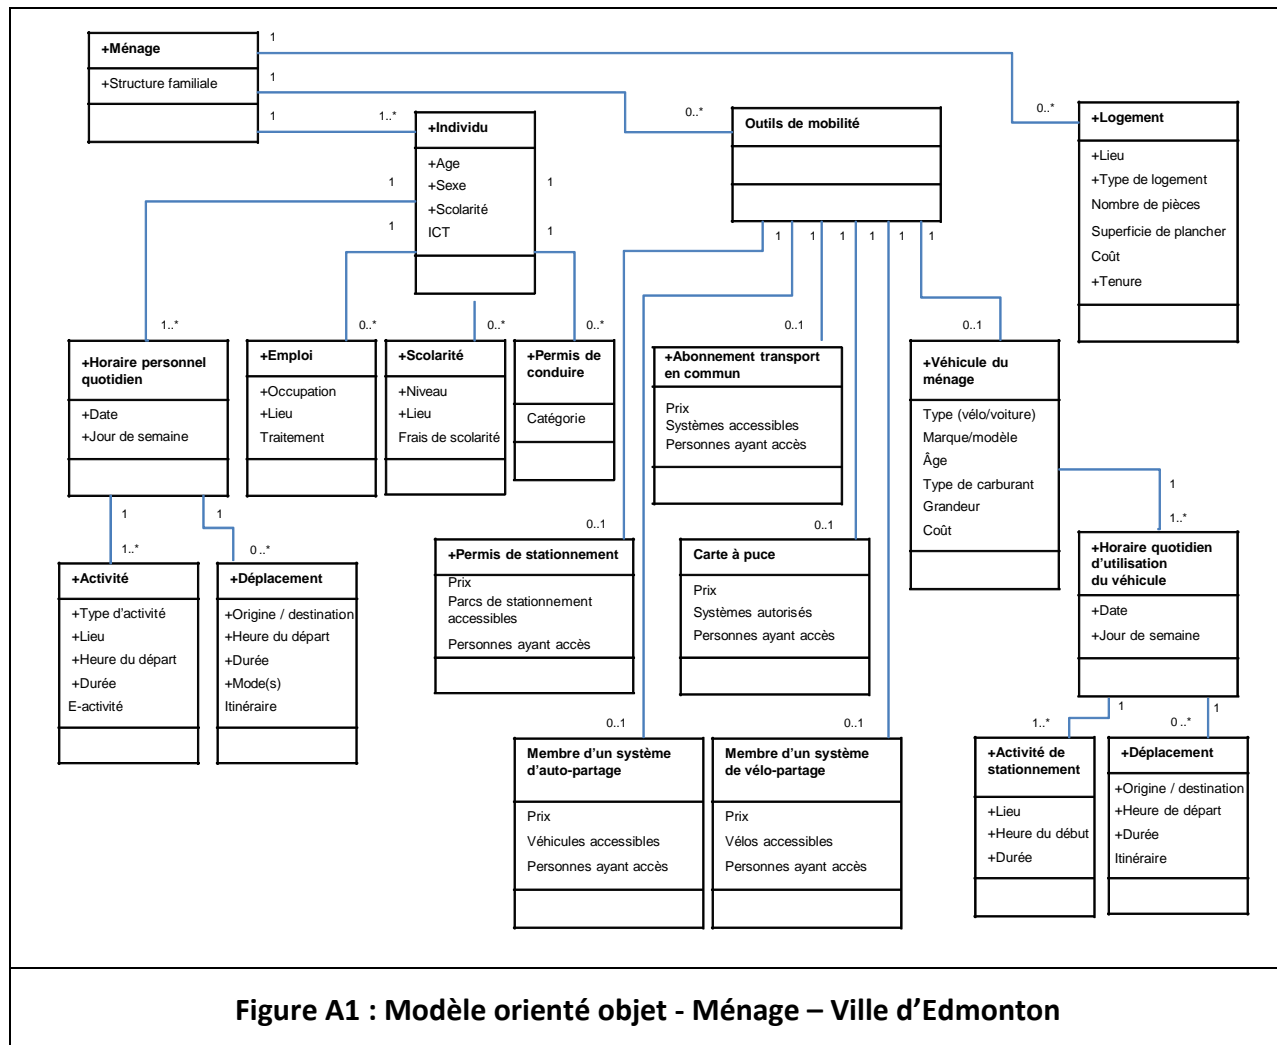 +Ménage
+Structure familiale
1
1
1
1..*
+Individu
+Age
+Sexe
+Scolarité
ICT
1
1
1
1
0..*
Outils de mobilité
1
1
1
1
1
1
0..*
+Logement
+Lieu
+Type de logement
Nombre de pièces
Superficie de plancher
Coût
+Tenure
1..*
+Horaire personnel
quotidien
+Date
+Jour de semaine
0..*
+Emploi
+Occupation
+Lieu
Traitement
0..*
+Scolarité
+Niveau
+Lieu
Frais de scolarité
0..*
+Permis de
conduire
Catégorie
0..1
+Abonnement transport
en commun
Prix
Systèmes accessibles
Personnes ayant accès
0..1
+Véhicule du
ménage
Type (vélo/voiture)
Marque/modèle
Âge
Type de carburant
Grandeur
Coût
1
1..*
+Horaire quotidien
d'utilisation
du véhicule
+Date
+Jour de semaine
1
1
1..*
+Activité
+Type d'activité
+Lieu
+Heure du départ
+Durée
E-activité
0 ..*
+Déplacement
+Origine / destination
+Heure du départ
+Durée
+Mode(s)
Itinéraire
0..1
+Permis de stationnement
Prix
Parcs de stationnement
accessibles
Personnes ayant accès
0..1
Carte à puce
Prix
Systèmes autorisés
Personnes ayant accès
0..1
Membre d'un système
d'auto-partage
Prix
Véhicules accessibles
Personnes ayant accès
0..1
Membre d'un système
de vélo-partage
Prix
Vélos accessibles
Personnes ayant accès
1
1
1..*
+Activité de
stationnement
+Lieu
+Heure du début
+Durée
0 ..*
+Déplacement
+Origine / destination
+Heure de départ
+Durée
Itinéraire
Figure A1 : Modèle orienté objet - Ménage – Ville d'Edmonton